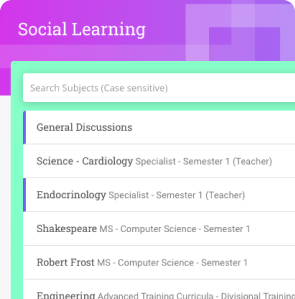 Social Learning
Search Subjects (Case sensitive)
General Discussions
Science - Cardiology Specialist - Semester 1 (Teacher)
Endocrinology Specialist - Semester 1 (Teacher)
Shakespeare MS - Computer Science - Semester 1
Robert Frost MS - Computer Science - Semester 1
Engineering Advanced Training Curricula - Divisional Training